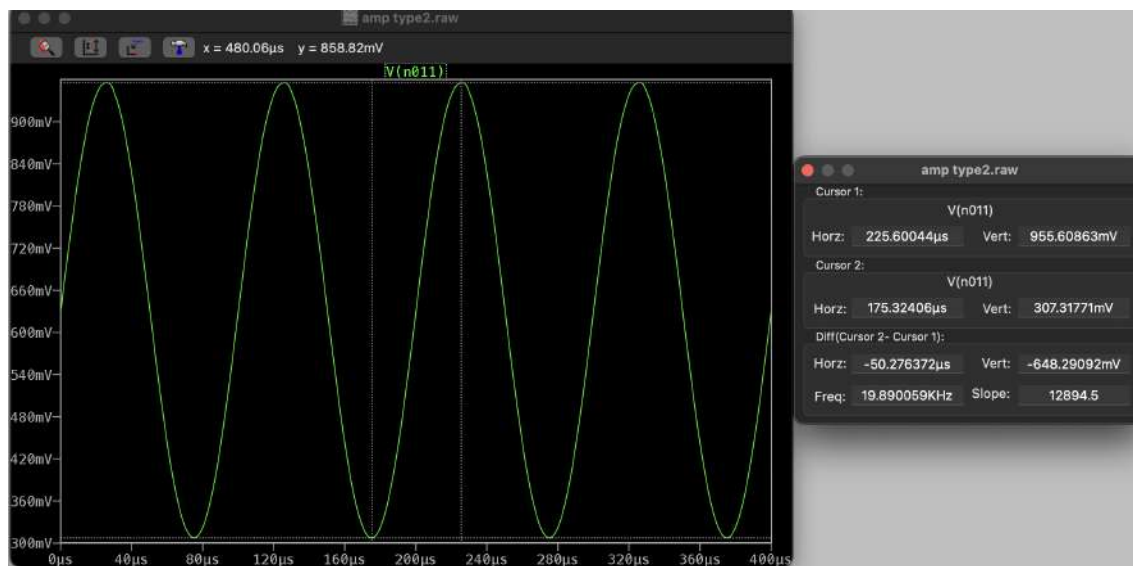 amp type2.raw
x = 480.06µs y = 858.82mV
V(n011)
900mV
840mV
780mV
720mV
660mV
600mV
540mV
480mV
420mV
360mV
300mV
0µs 40µs 80µs 120µs 160µs 200µs 240µs 280µs 320µs 360µs 400µs
amp type2.raw
Cursor 1:
V(n011)
Horz: 225.60044µs Vert: 955.60863mV
Cursor 2:
V(n011)
Horz: 175.32406µs Vert: 307.31771mV
Diff(Cursor 2- Cursor 1):
Horz: -50.276372µs Vert: -648.29092mV
Freq: 19.890059KHz Slope: 12894.5